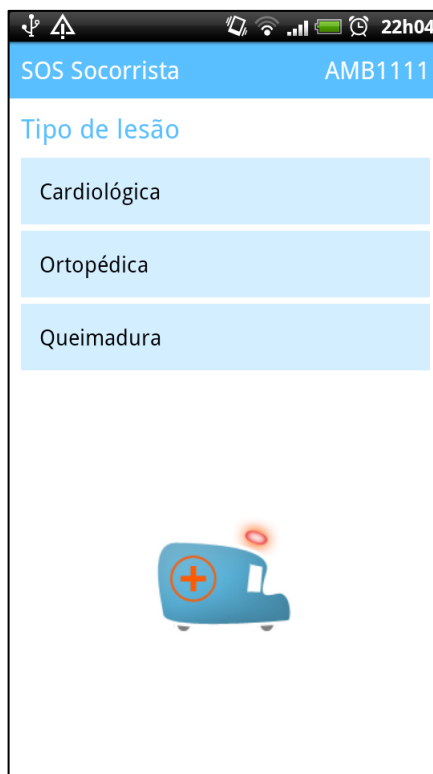 22h04
SOS Socorrista AMB1111
Tipo de lesão
Cardiológica
Ortopédica
Queimadura